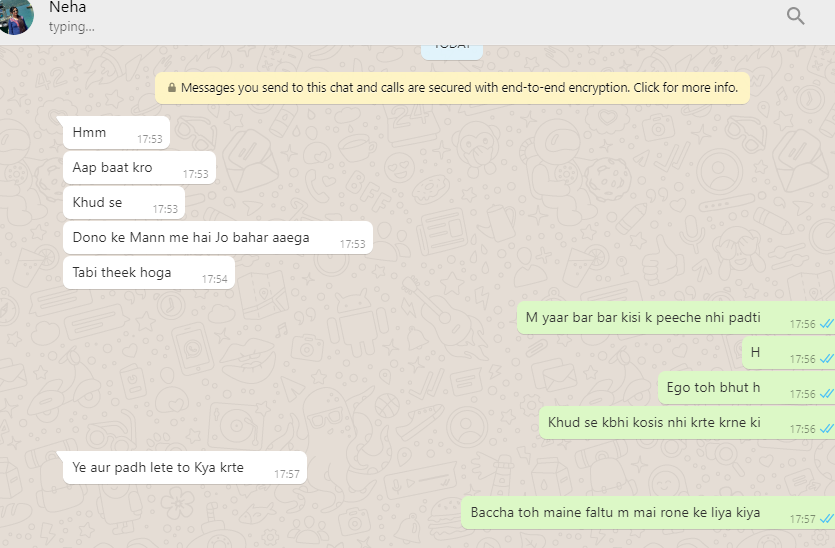 Neha
typing...
TODAY
Messages you send to this chat and calls are secured with end-to-end encryption. Click for more info.
Hmm 17:53
Aap baat kro 17:53
Khud se 17:53
Dono ke Mann me hai Jo bahar aaega 17:53
Tabi theek hoga 17:54
M yaar bar bar kisi k peeche nhi padti 17:56
H 17:56
Ego toh bhut h 17:56
Khud se kbhi kosis nhi krte krne ki 17:56
Ye aur padh lete to Kya krte 17:57
Baccha toh maine faltu m mai rone ke liya kiya 17:57